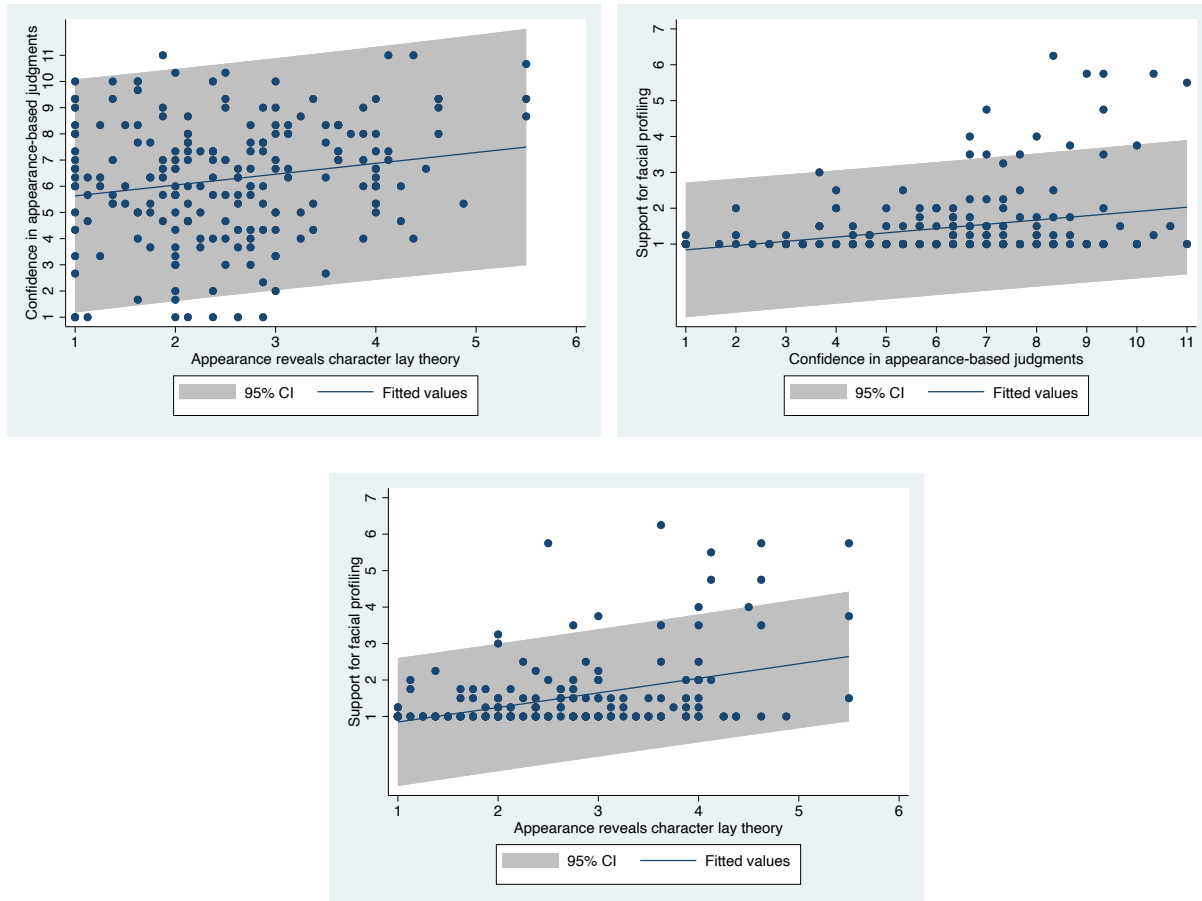 Confidence in appearance-based judgments
11
10
9
8
7
6
5
4
3
2
1
1 2 3 4 5 6
Appearance reveals character lay theory
95% CI Fitted values
Support for facial profiling
7
6
5
4
3
2
1
1 2 3 4 5 6 7 8 9 10 11
Confidence in appearance-based judgments
95% CI Fitted values
Support for facial profiling
7
6
5
4
3
2
1
1 2 3 4 5 6
Appearance reveals character lay theory
95% CI Fitted values